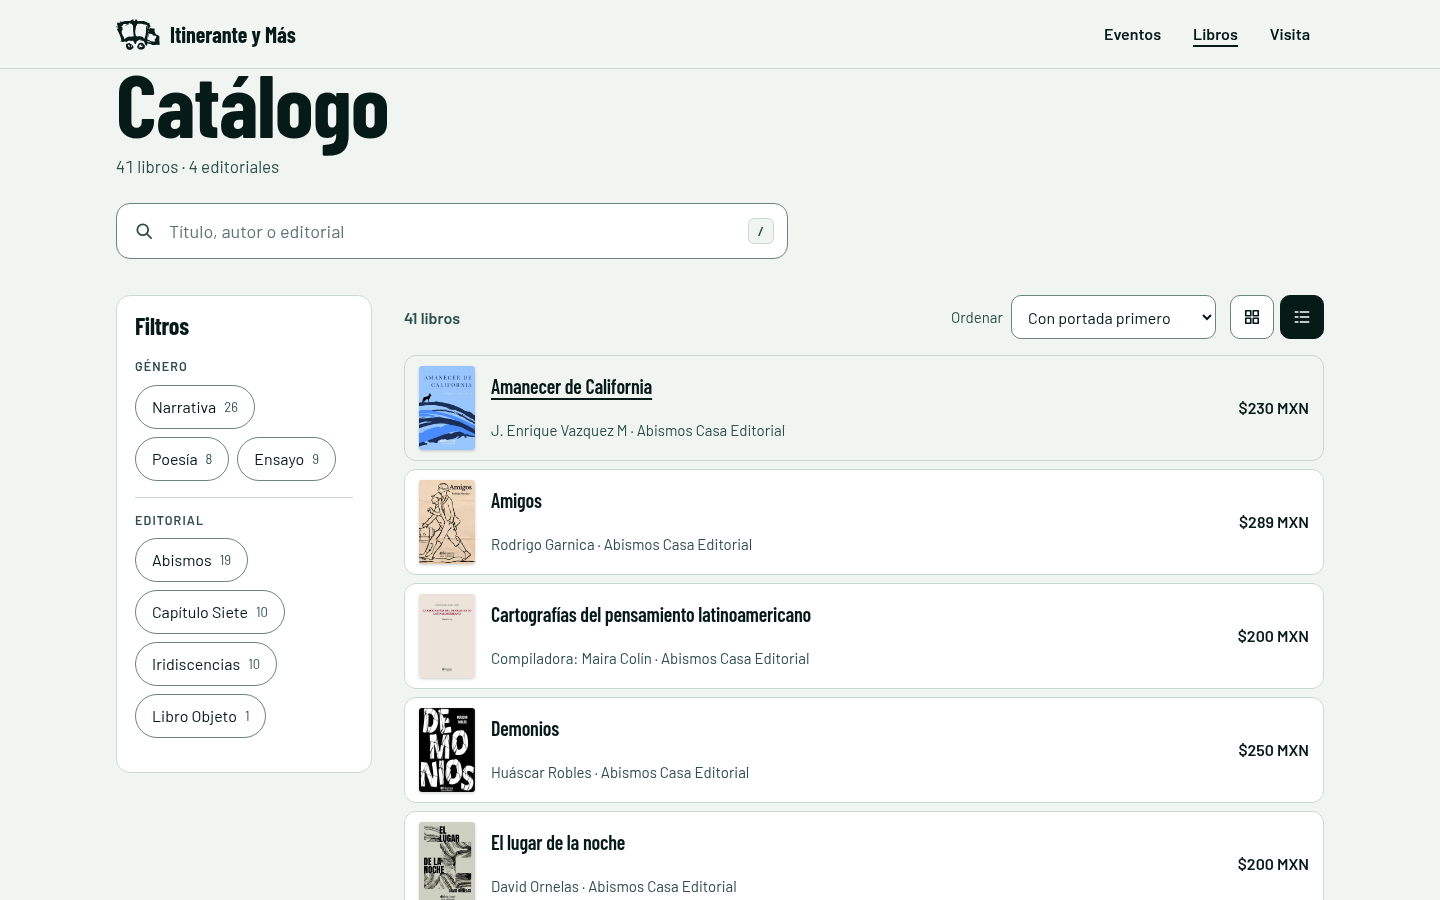 Itinerante y Más
Eventos
Libros
Visita
Catálogo
41 libros · 4 editoriales
Título, autor o editorial
/
Filtros
GÉNERO
Narrativa 26
Poesía 8
Ensayo 9
EDITORIAL
Abismos 19
Capítulo Siete 10
Iridiscencias 10
Libro Objeto 1
41 libros
Ordenar
Con portada primero
AMANECER DE
CALIFORNIA
Amanecer de California
J. Enrique Vazquez M · Abismos Casa Editorial
$230 MXN
Amigos
Amigos
Rodrigo Garnica · Abismos Casa Editorial
$289 MXN
Cartografías del pensamiento latinoamericano
Compiladora: Maira Colín · Abismos Casa Editorial
$200 MXN
DE
MO
NIOS
Demonios
Huáscar Robles · Abismos Casa Editorial
$250 MXN
EL
LUGAR
DE LA
NOCHE
El lugar de la noche
David Ornelas · Abismos Casa Editorial
$200 MXN